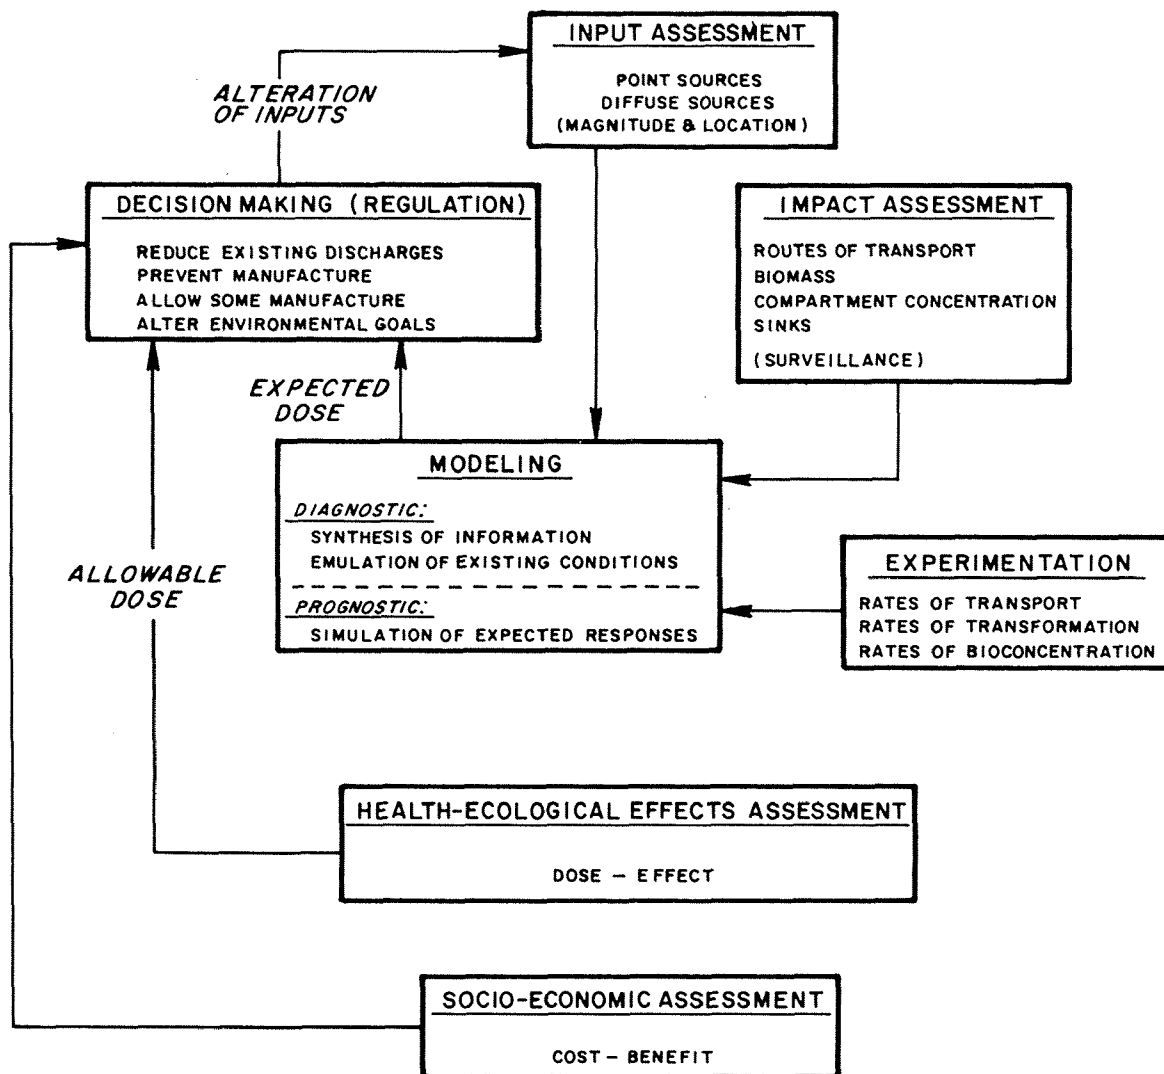 INPUT ASSESSMENT
POINT SOURCES
DIFFUSE SOURCES
(MAGNITUDE & LOCATION)
ALTERATION
OF INPUTS
DECISION MAKING (REGULATION)
REDUCE EXISTING DISCHARGES
PREVENT MANUFACTURE
ALLOW SOME MANUFACTURE
ALTER ENVIRONMENTAL GOALS
IMPACT ASSESSMENT
ROUTES OF TRANSPORT
BIOMASS
COMPARTMENT CONCENTRATION
SINKS
(SURVEILLANCE)
EXPECTED
DOSE
MODELING
DIAGNOSTIC:
SYNTHESIS OF INFORMATION
EMULATION OF EXISTING CONDITIONS
PROGNOSTIC:
SIMULATION OF EXPECTED RESPONSES
ALLOWABLE
DOSE
EXPERIMENTATION
RATES OF TRANSPORT
RATES OF TRANSFORMATION
RATES OF BIOCONCENTRATION
HEALTH-ECOLOGICAL EFFECTS ASSESSMENT
DOSE – EFFECT
SOCIO-ECONOMIC ASSESSMENT
COST – BENEFIT